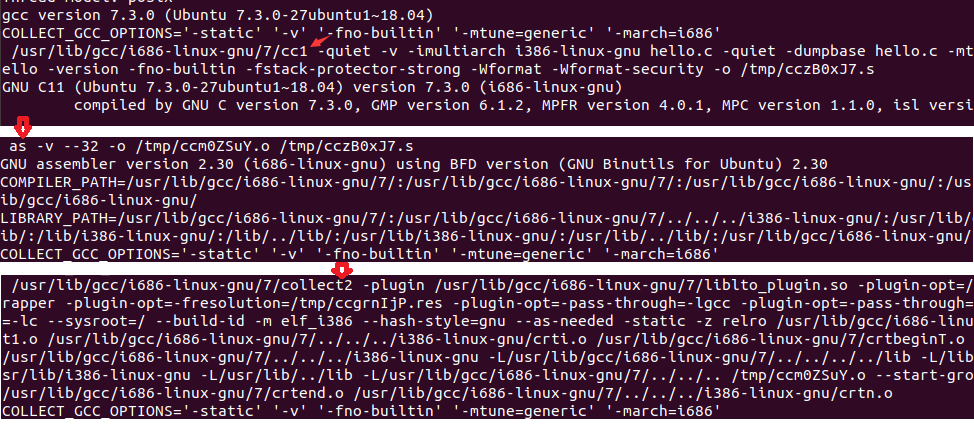 gcc version 7.3.0 (Ubuntu 7.3.0-27ubuntu1~18.04)
COLLECT_GCC_OPTIONS='-static' '-v' '-fno-builtin' '-mtune=generic' '-march=i686'
/usr/lib/gcc/i686-linux-gnu/7/cc1 -quiet -v -imultiarch i386-linux-gnu hello.c -quiet -dumpbase hello.c -mt
ello -version -fno-builtin -fstack-protector-strong -Wformat -Wformat-security -o /tmp/cczB0xJ7.s
GNU C11 (Ubuntu 7.3.0-27ubuntu1~18.04) version 7.3.0 (i686-linux-gnu)
compiled by GNU C version 7.3.0, GMP version 6.1.2, MPFR version 4.0.1, MPC version 1.1.0, isl versi
as -v --32 -o /tmp/ccm0ZSuY.o /tmp/cczB0xJ7.s
GNU assembler version 2.30 (i686-linux-gnu) using BFD version (GNU Binutils for Ubuntu) 2.30
COMPILER_PATH=/usr/lib/gcc/i686-linux-gnu/7/:/usr/lib/gcc/i686-linux-gnu/7/:/usr/lib/gcc/i686-linux-gnu/:/us
ib/gcc/i686-linux-gnu/
LIBRARY_PATH=/usr/lib/gcc/i686-linux-gnu/7/:/usr/lib/gcc/i686-linux-gnu/7/../../../i386-linux-gnu/:/usr/lib/
ib/:/lib/i386-linux-gnu/:/lib/../lib/:/usr/lib/i386-linux-gnu/:/usr/lib/../lib/:/usr/lib/gcc/i686-linux-gnu/
COLLECT_GCC_OPTIONS='-static' '-v' '-fno-builtin' '-mtune=generic' '-march=i686'
/usr/lib/gcc/i686-linux-gnu/7/collect2 -plugin /usr/lib/gcc/i686-linux-gnu/7/liblto_plugin.so -plugin-opt=/
rapper -plugin-opt=-fresolution=/tmp/ccgrnIjP.res -plugin-opt=-pass-through=-lgcc -plugin-opt=-pass-through=
=-lc --sysroot=/ --build-id -m elf_i386 --hash-style=gnu --as-needed -static -z relro /usr/lib/gcc/i686-linu
t1.o /usr/lib/gcc/i686-linux-gnu/7/../../../i386-linux-gnu/crti.o /usr/lib/gcc/i686-linux-gnu/7/crtbeginT.o
/usr/lib/gcc/i686-linux-gnu/7/../../../i386-linux-gnu -L/usr/lib/gcc/i686-linux-gnu/7/../../../../lib -L/lib
sr/lib/i386-linux-gnu -L/usr/lib/../lib -L/usr/lib/gcc/i686-linux-gnu/7/../../.. /tmp/ccm0ZSuY.o --start-gro
/usr/lib/gcc/i686-linux-gnu/7/crtend.o /usr/lib/gcc/i686-linux-gnu/7/../../../i386-linux-gnu/crtn.o
COLLECT_GCC_OPTIONS='-static' '-v' '-fno-builtin' '-mtune=generic' '-march=i686'